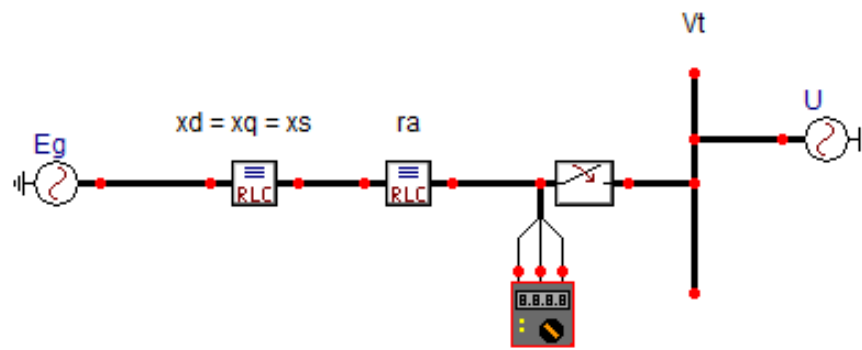 Vt
xd = xq = xs
ra
U
Eg
RLC
RLC
8.8.8.8